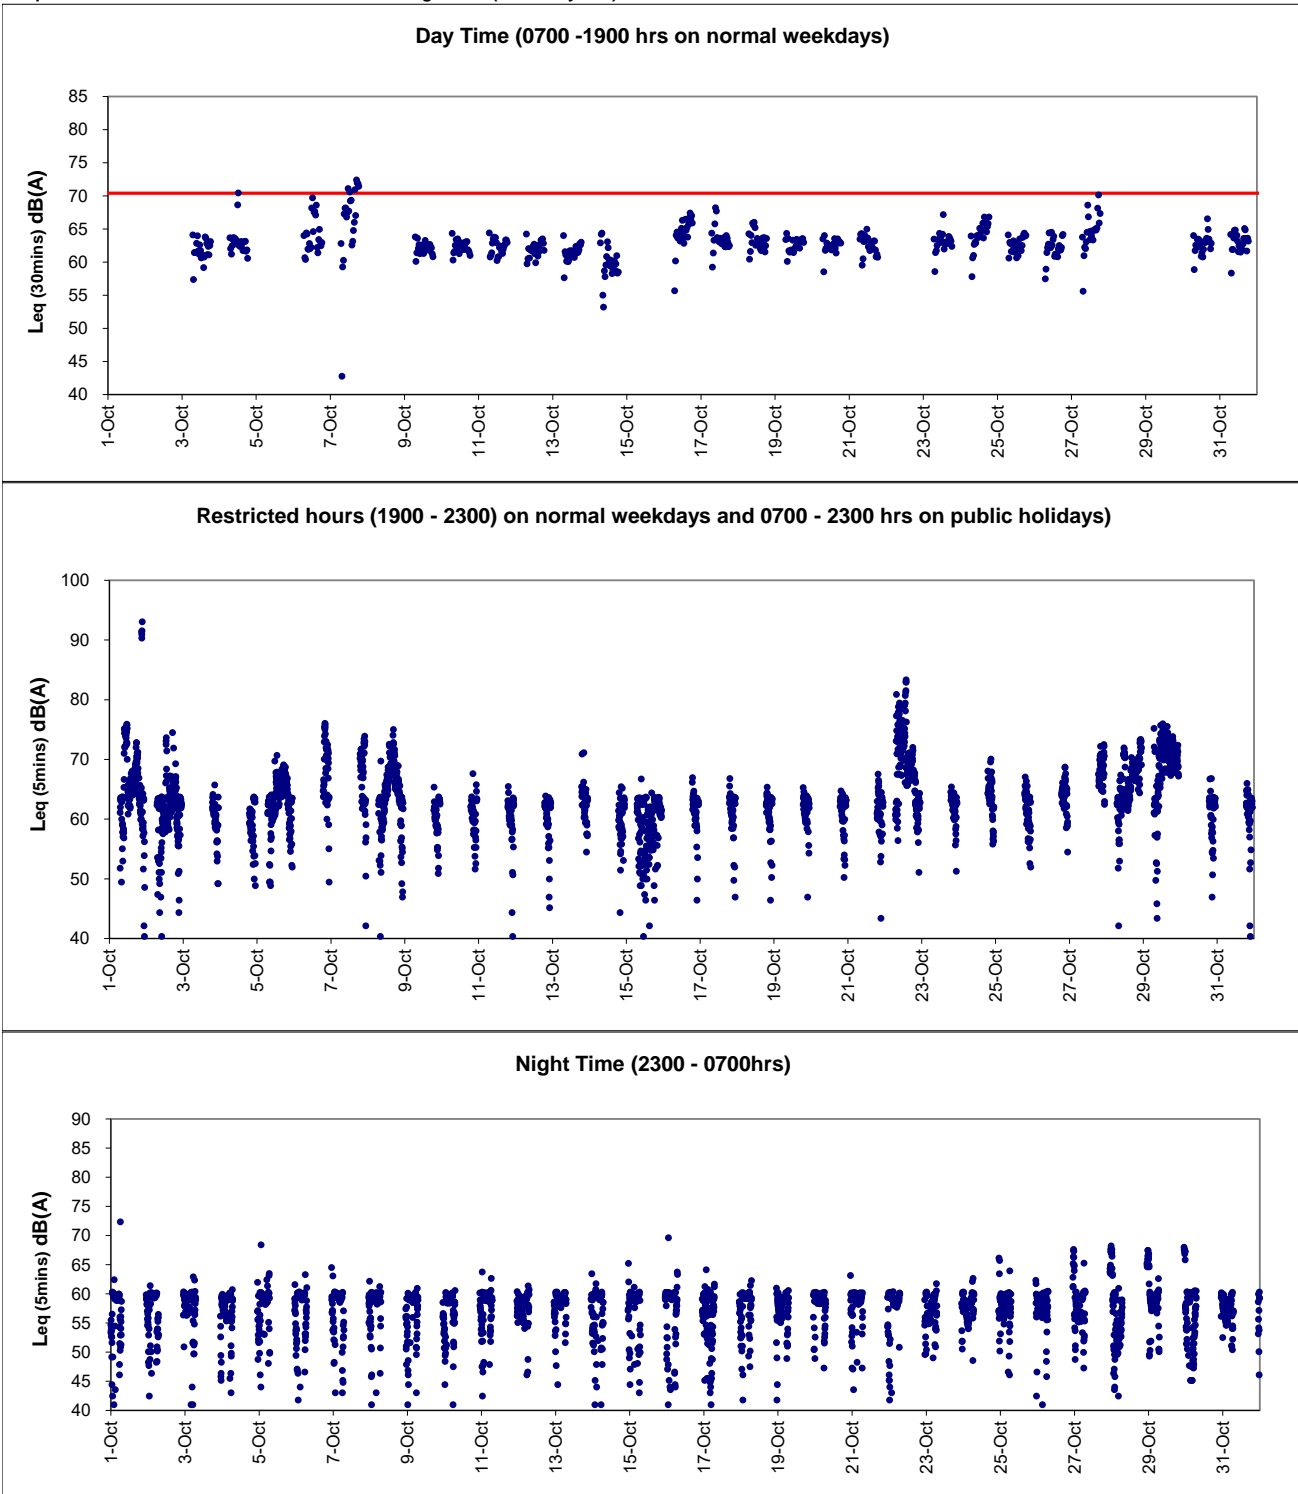 Day Time (0700 -1900 hrs on normal weekdays)
Leq (30mins) dB(A)
85
80
75
70
65
60
55
50
45
40
1-Oct
3-Oct
5-Oct
7-Oct
9-Oct
11-Oct
13-Oct
15-Oct
17-Oct
19-Oct
21-Oct
23-Oct
25-Oct
27-Oct
29-Oct
31-Oct
Restricted hours (1900 - 2300) on normal weekdays and 0700 - 2300 hrs on public holidays)
Leq (5mins) dB(A)
100
90
80
70
60
50
40
1-Oct
3-Oct
5-Oct
7-Oct
9-Oct
11-Oct
13-Oct
15-Oct
17-Oct
19-Oct
21-Oct
23-Oct
25-Oct
27-Oct
29-Oct
31-Oct
Night Time (2300 - 0700hrs)
Leq (5mins) dB(A)
90
85
80
75
70
65
60
55
50
45
40
1-Oct
3-Oct
5-Oct
7-Oct
9-Oct
11-Oct
13-Oct
15-Oct
17-Oct
19-Oct
21-Oct
23-Oct
25-Oct
27-Oct
29-Oct
31-Oct